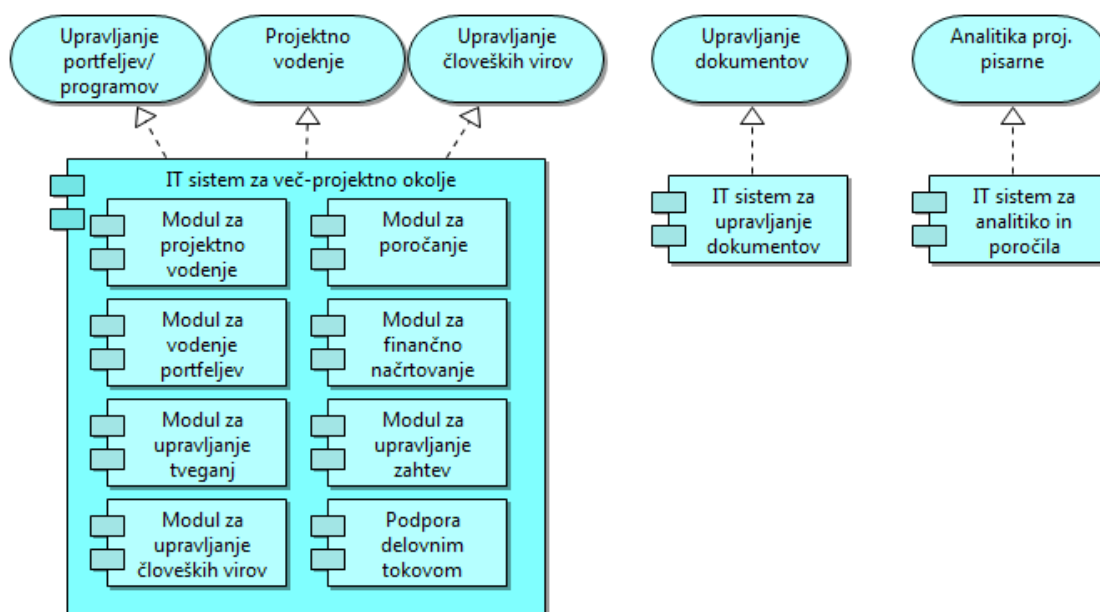 Upravljanje
portfeljev/
programov
Projektno
vodenje
Upravljanje
človeških virov
Upravljanje
dokumentov
Analitika proj.
pisarne
IT sistem za več-projektno okolje
Modul za
projektno
vodenje
Modul za
poročanje
Modul za
vodenje
portfeljev
Modul za
finančno
načrtovanje
Modul za
upravljanje
tveganj
Modul za
upravljanje
zahtev
Modul za
upravljanje
človeških virov
Podpora
delovnim
tokovom
IT sistem za
upravljanje
dokumentov
IT sistem za
analitiko in
poročila